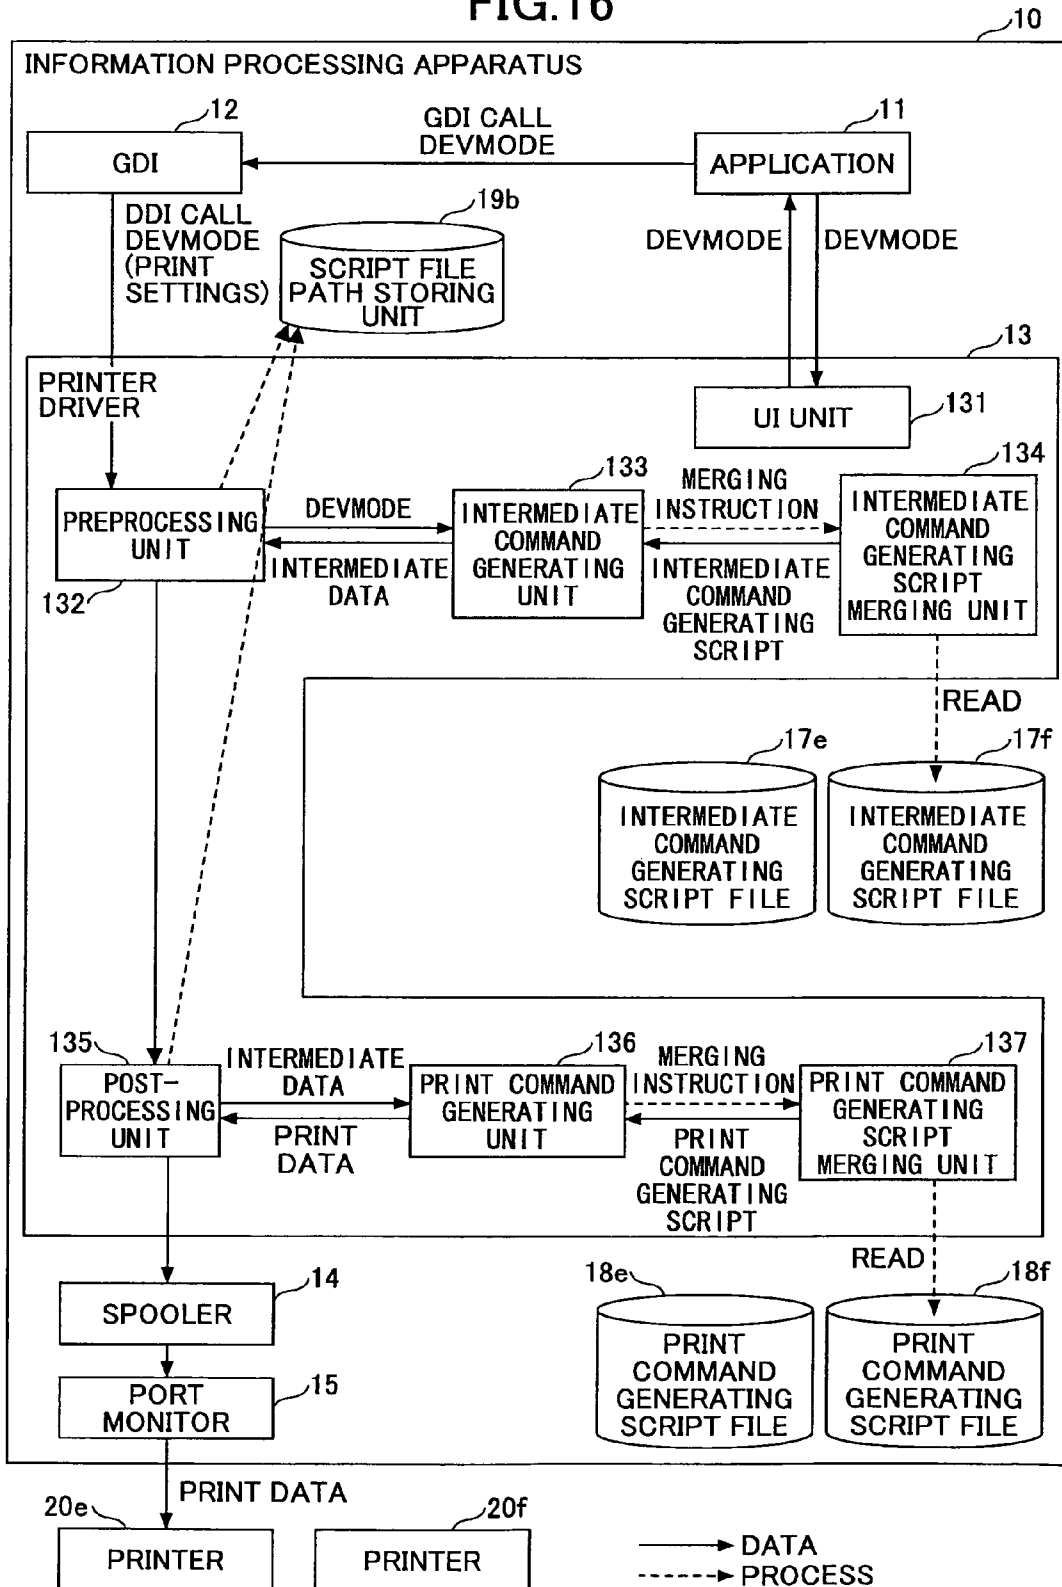 FIG.16
10
INFORMATION PROCESSING APPARATUS
12
GDI CALL
DEVMODE
11
GDI
APPLICATION
DDI CALL
DEVMODE
(PRINT
SETTINGS)
19b
SCRIPT FILE
PATH STORING
UNIT
DEVMODE
DEVMODE
13
PRINTER
DRIVER
UI UNIT
131
133
MERGING
INSTRUCTION
134
PREPROCESSING
UNIT
132
DEVMODE
INTERMEDIATE
DATA
INTERMEDIATE
COMMAND
GENERATING
UNIT
INTERMEDIATE
COMMAND
GENERATING
SCRIPT
INTERMEDIATE
COMMAND
GENERATING
SCRIPT
MERGING UNIT
READ
17e
17f
INTERMEDIATE
COMMAND
GENERATING
SCRIPT FILE
INTERMEDIATE
COMMAND
GENERATING
SCRIPT FILE
135
INTERMEDIATE
DATA
136
MERGING
INSTRUCTION
137
POST-
PROCESSING
UNIT
PRINT
DATA
PRINT COMMAND
GENERATING
UNIT
PRINT
COMMAND
GENERATING
SCRIPT
PRINT COMMAND
GENERATING
SCRIPT
MERGING UNIT
READ
14
SPOOLER
18e
18f
PRINT
COMMAND
GENERATING
SCRIPT FILE
PRINT
COMMAND
GENERATING
SCRIPT FILE
15
PORT
MONITOR
PRINT DATA
20e
20f
PRINTER
PRINTER
DATA
PROCESS